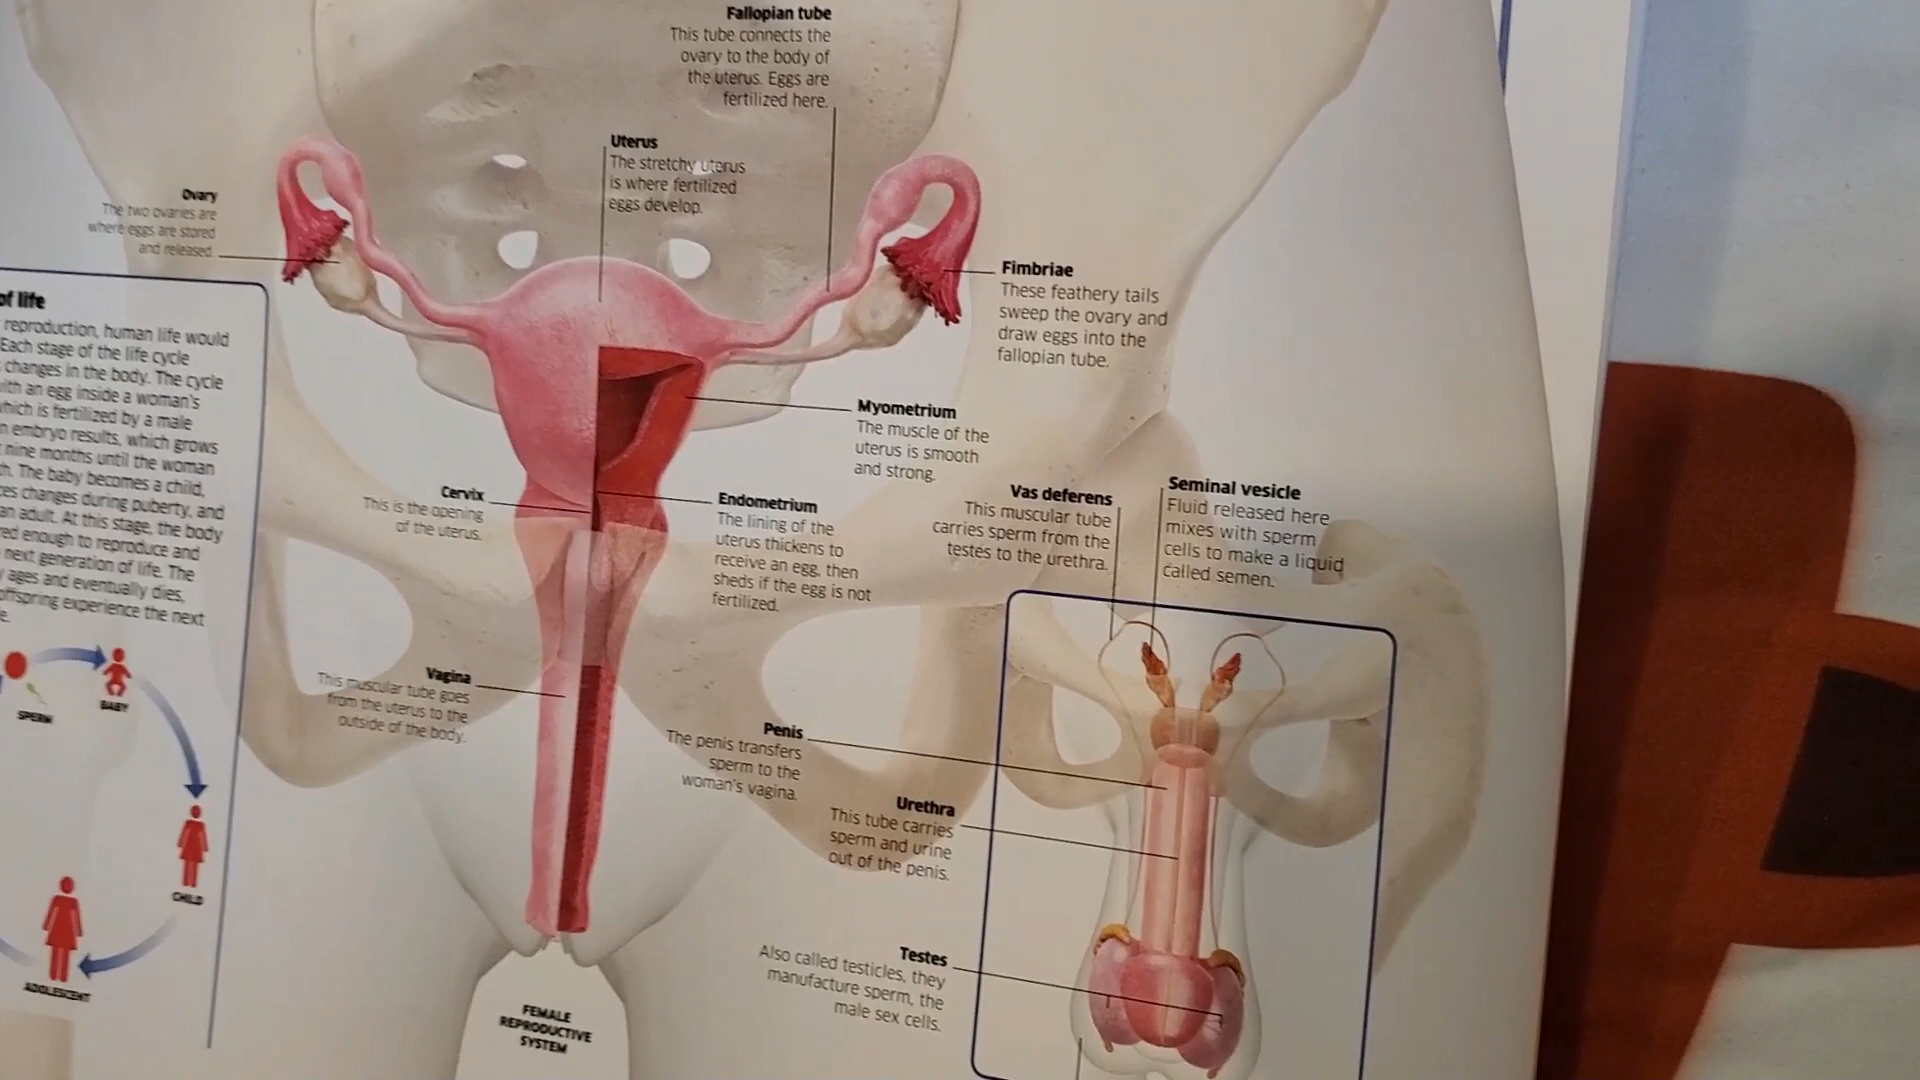 Fallopian tube
This tube connects the
ovary to the body of
the uterus. Eggs are
fertilized here.
Uterus
The stretchy uterus
is where fertilized
eggs develop.
Ovary
The two ovaries are
where eggs are stored
and released.
Fimbriae
These feathery tails
sweep the ovary and
draw eggs into the
fallopian tube.
of life
reproduction, human life would
Each stage of the life cycle
changes in the body. The cycle
with an egg inside a woman's
which is fertilized by a male
embryo results, which grows
nine months until the woman
The baby becomes a child,
changes during puberty, and
an adult. At this stage, the body
enough to reproduce and
next generation of life. The
ages and eventually dies,
offspring experience the next
Myometrium
The muscle of the
uterus is smooth
and strong.
Cervix
This is the opening
of the uterus.
Endometrium
The lining of the
uterus thickens to
receive an egg, then
sheds if the egg is not
fertilized.
Vas deferens
This muscular tube
carries sperm from the
testes to the urethra.
Seminal vesicle
Fluid released here
mixes with sperm
cells to make a liquid
called semen.
Vagina
This muscular tube goes
from the uterus to the
outside of the body.
SPERM
BABY
CHILD
ADOLESCENT
Penis
The penis transfers
sperm to the
woman's vagina.
Urethra
This tube carries
sperm and urine
out of the penis.
Testes
Also called testicles, they
manufacture sperm, the
male sex cells.
FEMALE
REPRODUCTIVE
SYSTEM